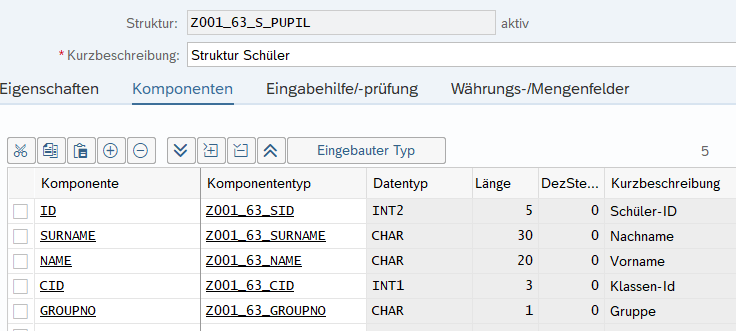 Struktur: Z001_63_S_PUPIL aktiv
* Kurzbeschreibung: Struktur Schüler
Eigenschaften Komponenten Eingabehilfe/-prüfung Währungs-/Mengenfelder
Eingebauter Typ 5
Komponente Komponententyp Datentyp Länge DezSte... Kurzbeschreibung
ID Z001_63_SID INT2 5 0 Schüler-ID
SURNAME Z001_63_SURNAME CHAR 30 0 Nachname
NAME Z001_63_NAME CHAR 20 0 Vorname
CID Z001_63_CID INT1 3 0 Klassen-Id
GROUPNO Z001_63_GROUPNO CHAR 1 0 Gruppe